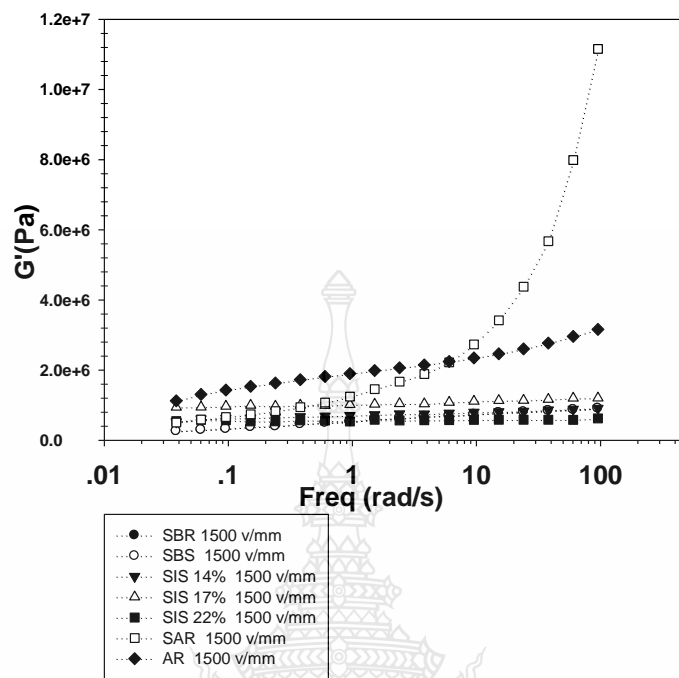 1.2e+7
1.0e+7
8.0e+6
6.0e+6
4.0e+6
2.0e+6
0.0
G'(Pa)
.01 .1 1 10 100
Freq (rad/s)
SBR 1500 v/mm
SBS 1500 v/mm
SIS 14% 1500 v/mm
SIS 17% 1500 v/mm
SIS 22% 1500 v/mm
SAR 1500 v/mm
AR 1500 v/mm